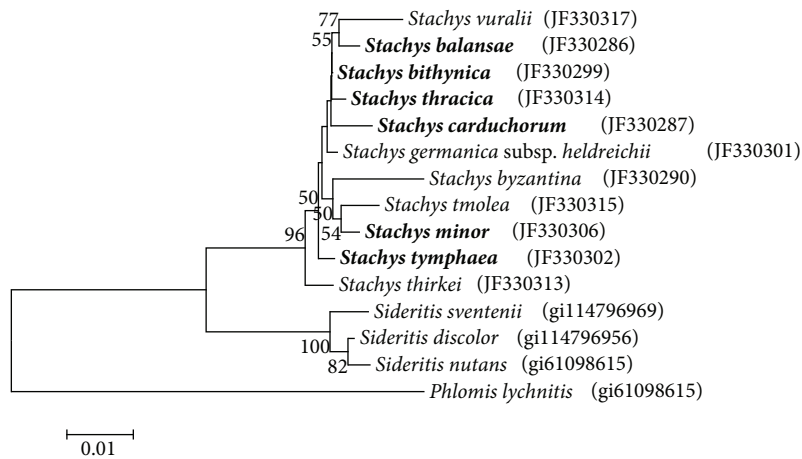 77 Stachys vuralii (JF330317)
55 Stachys balansae (JF330286)
Stachys bithynica (JF330299)
Stachys thracica (JF330314)
Stachys carduchorum (JF330287)
Stachys germanica subsp. heldreichii (JF330301)
Stachys byzantina (JF330290)
50 Stachys tmolea (JF330315)
50
96 54 Stachys minor (JF330306)
Stachys tymphaea (JF330302)
Stachys thirkei (JF330313)
Sideritis sventenii (gi114796969)
100 Sideritis discolor (gi114796956)
82 Sideritis nutans (gi61098615)
Phlomis lychnitis (gi61098615)
0.01